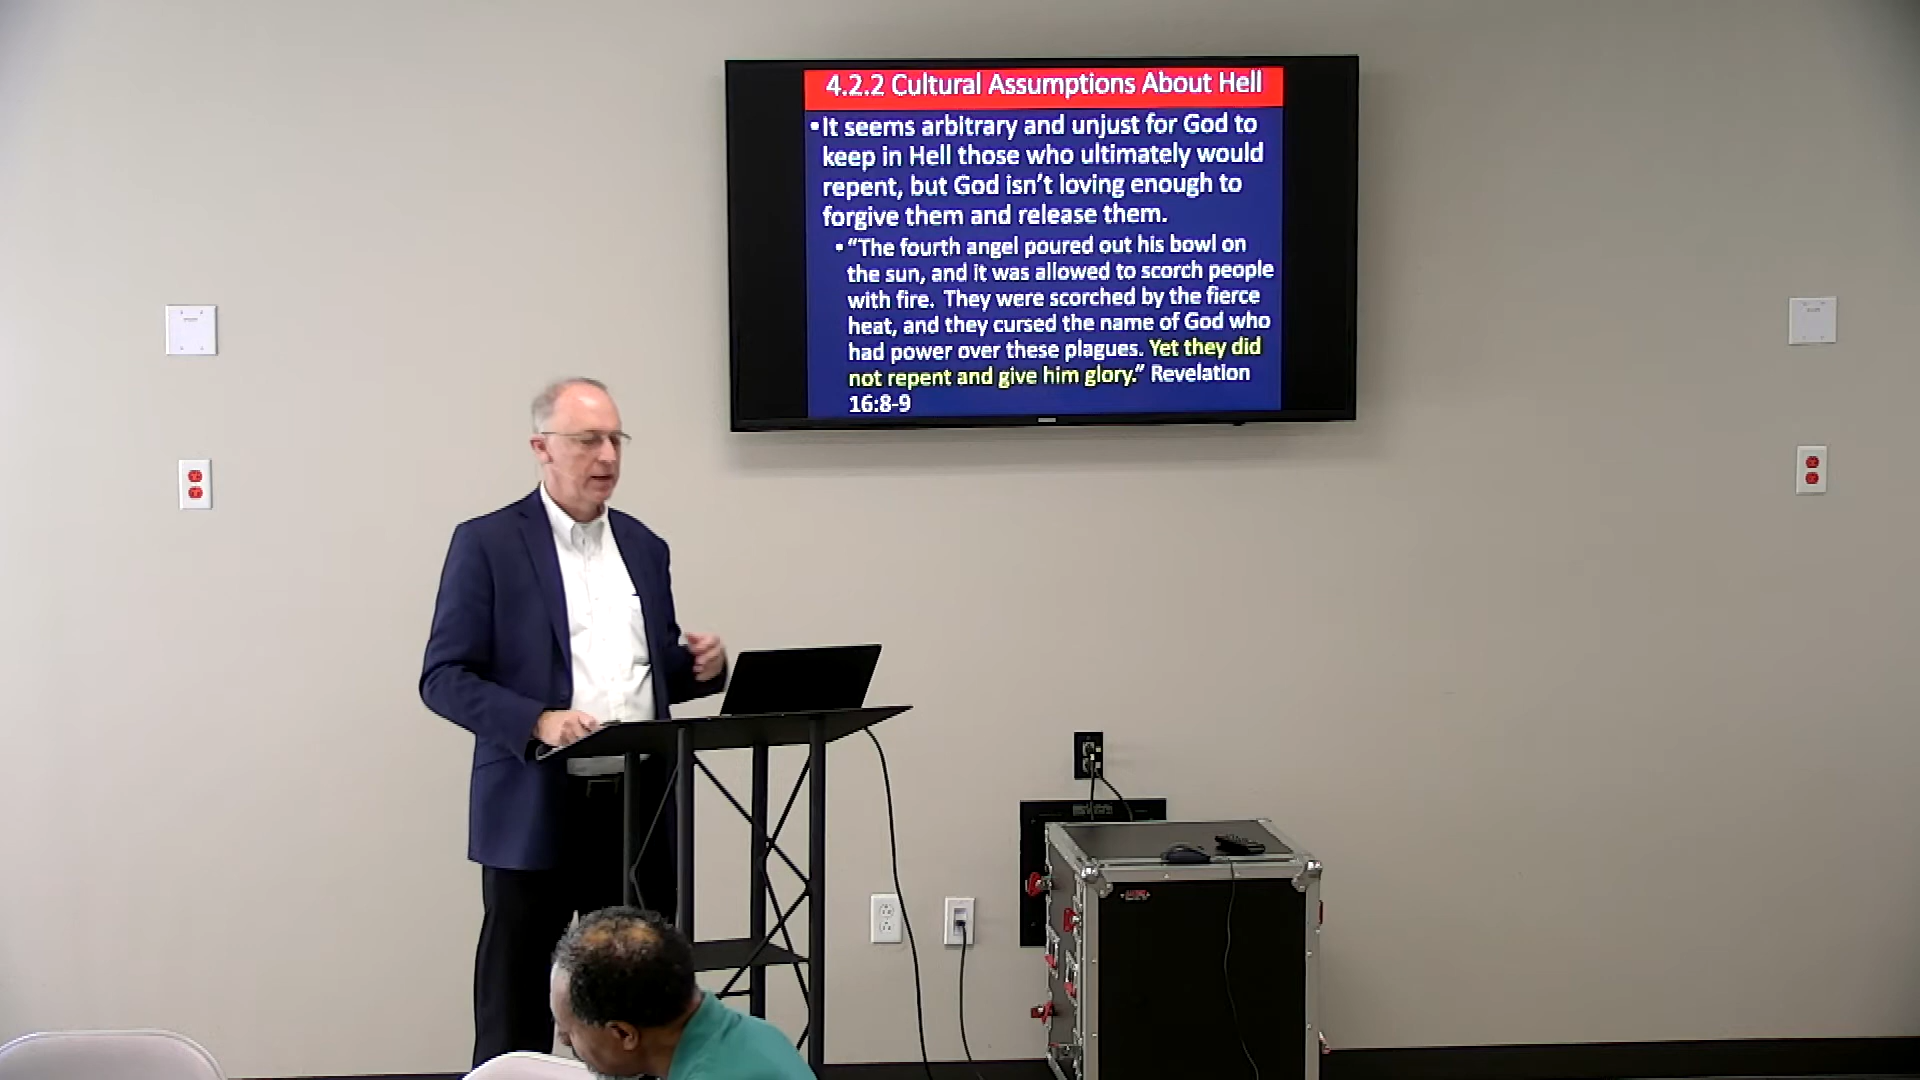 4.2.2 Cultural Assumptions About Hell
•It seems arbitrary and unjust for God to
keep in Hell those who ultimately would
repent, but God isn’t loving enough to
forgive them and release them.
•“The fourth angel poured out his bowl on
the sun, and it was allowed to scorch people
with fire.  They were scorched by the fierce
heat, and they cursed the name of God who
had power over these plagues. Yet they did
not repent and give him glory.” Revelation
16:8-9